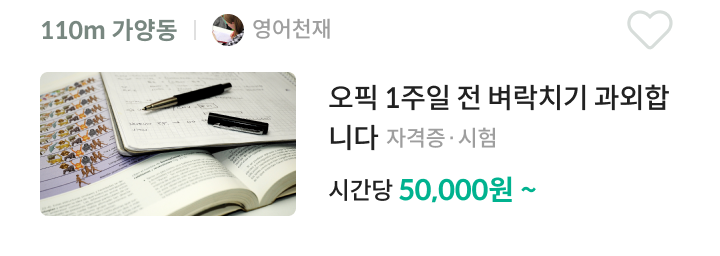 110m 가양동 영어천재
오픽 1주일 전 벼락치기 과외합
니다 자격증·시험
시간당 50,000원 ~